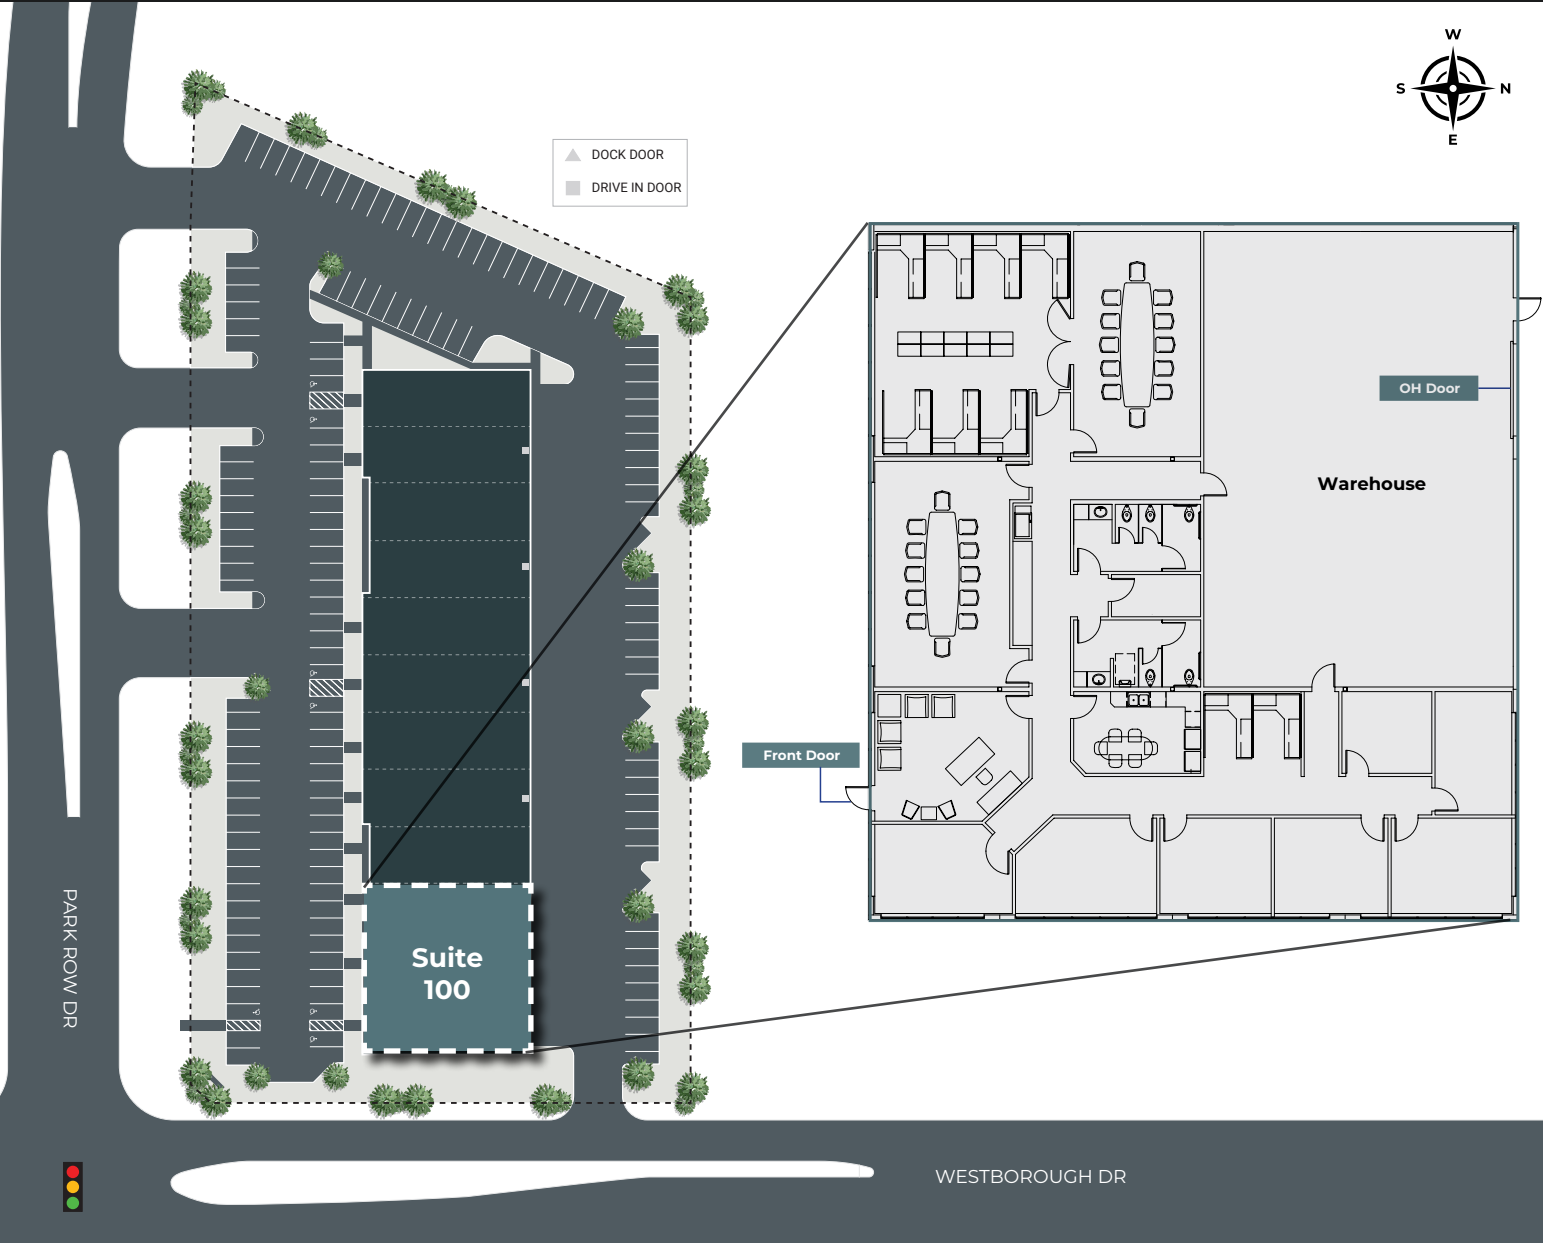 W
S
N
E
DOCK DOOR
DRIVE IN DOOR
OH Door
Warehouse
Front Door
Suite
100
PARK ROW DR
WESTBOROUGH DR